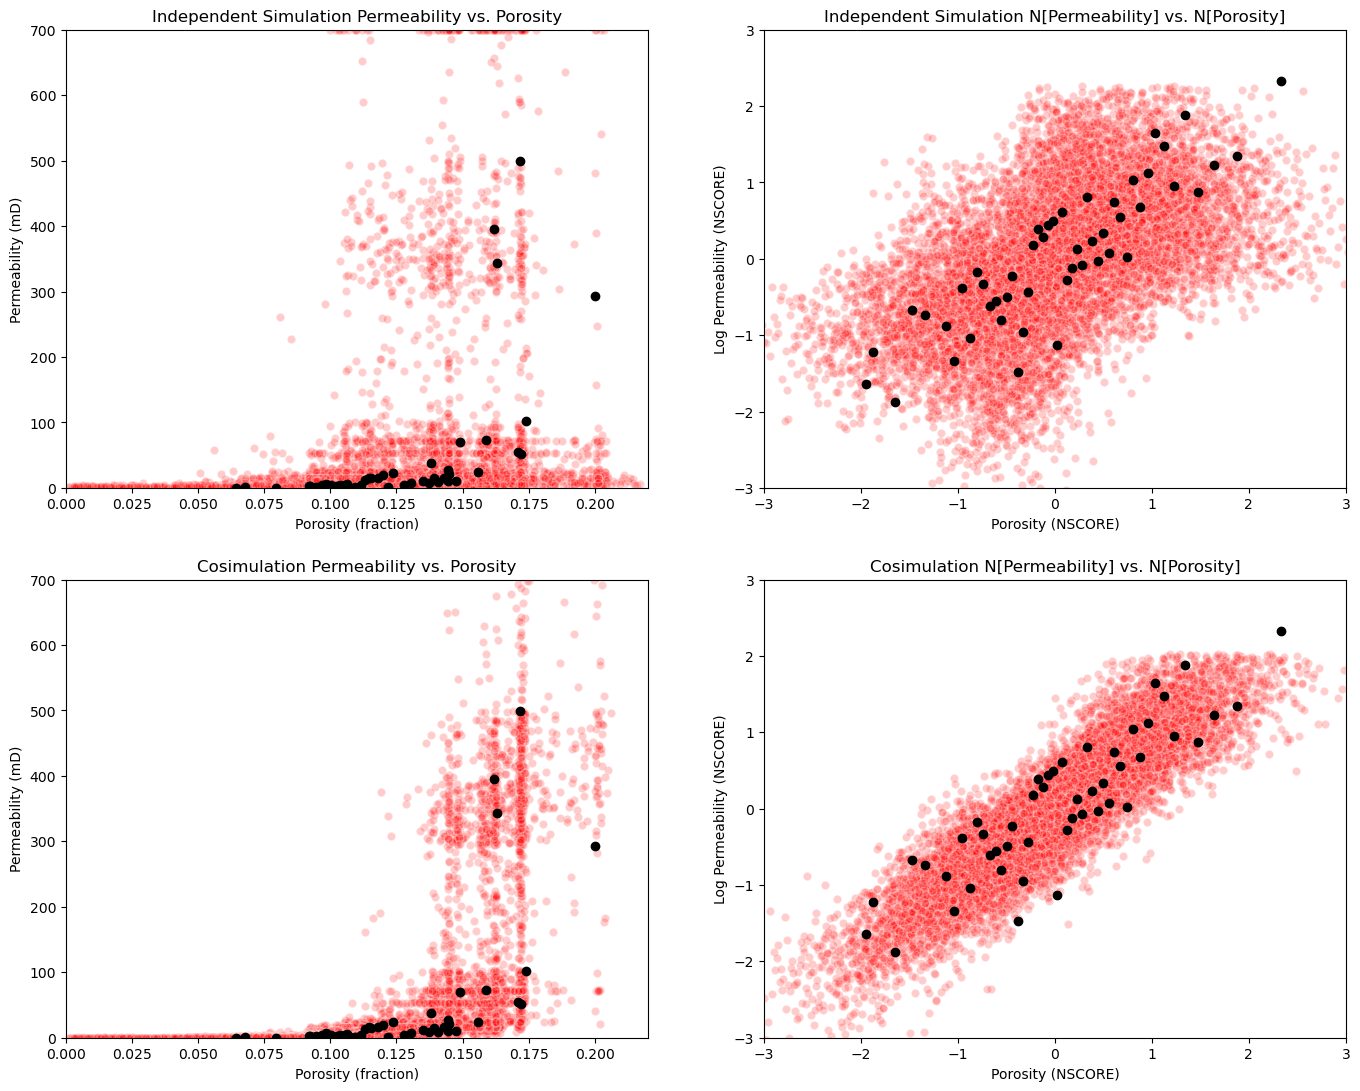 Independent Simulation Permeability vs. Porosity
700
600
500
400
300
200
100
0
Permeability (mD)
0.000 0.025 0.050 0.075 0.100 0.125 0.150 0.175 0.200
Porosity (fraction)
Independent Simulation N[Permeability] vs. N[Porosity]
3
2
1
0
−1
−2
−3
Log Permeability (NSCORE)
−3 −2 −1 0 1 2 3
Porosity (NSCORE)
Cosimulation Permeability vs. Porosity
700
600
500
400
300
200
100
0
Permeability (mD)
0.000 0.025 0.050 0.075 0.100 0.125 0.150 0.175 0.200
Porosity (fraction)
Cosimulation N[Permeability] vs. N[Porosity]
3
2
1
0
−1
−2
−3
Log Permeability (NSCORE)
−3 −2 −1 0 1 2 3
Porosity (NSCORE)